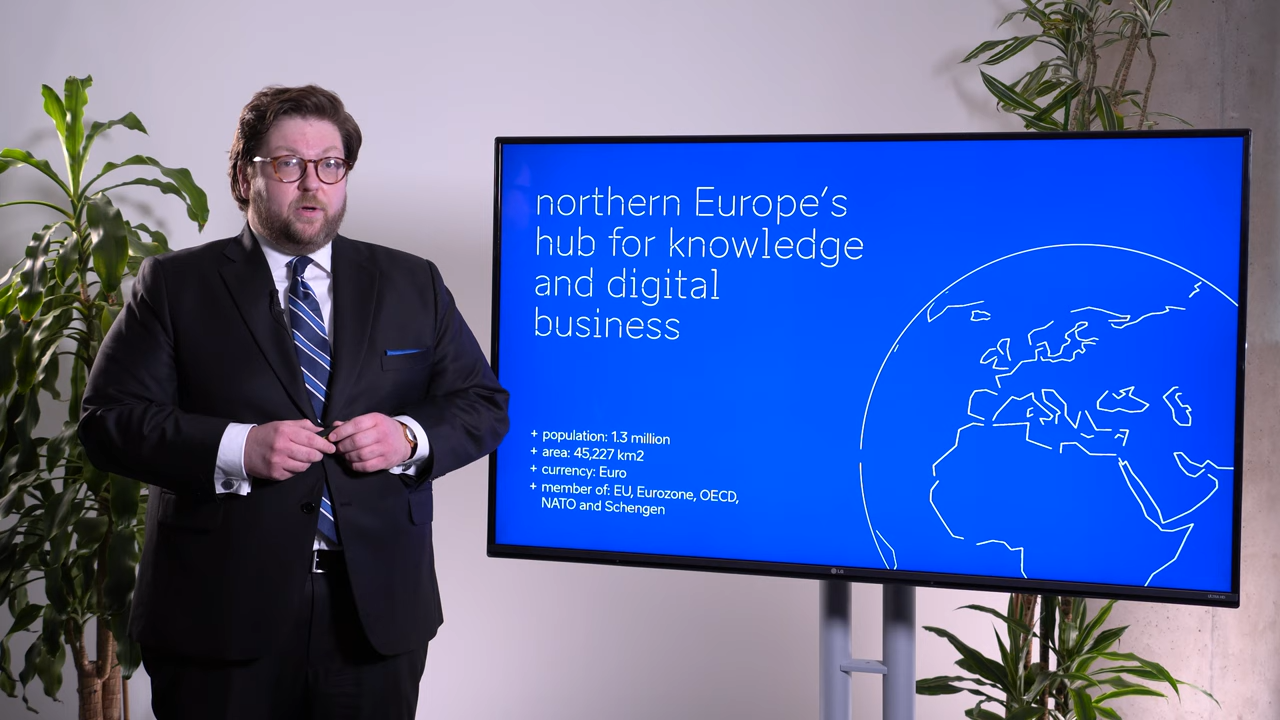 northern Europe's
hub for knowledge
and digital
business
+ population: 1.3 million
+ area: 45,227 km2
+ currency: Euro
+ member of: EU, Eurozone, OECD,
NATO and Schengen
LG